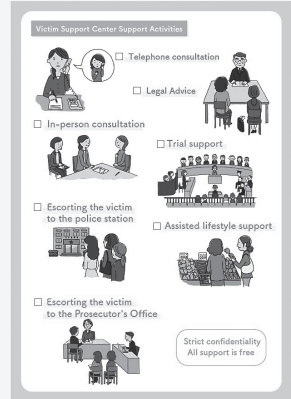 Victim Support Center Support Activities
□ Telephone consultation
□ Legal Advice
□ In-person consultation
□ Trial support
□ Escorting the victim
to the police station
□ Assisted lifestyle support
□ Escorting the victim
to the Prosecutor's Office
Strict confidentiality
All support is free